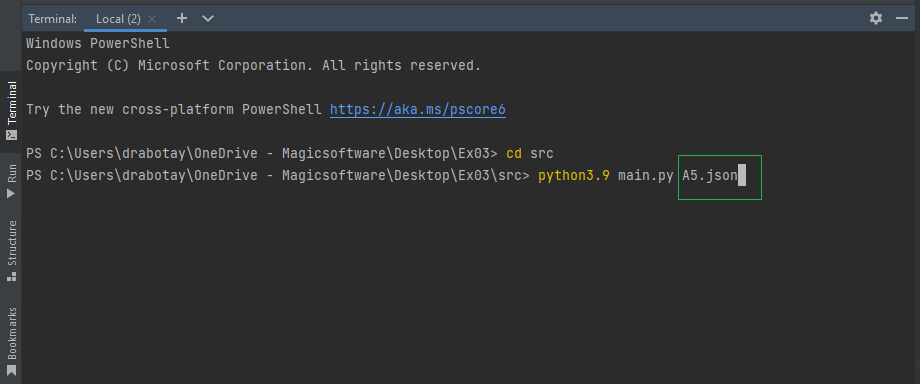 Terminal: Local (2)
Windows PowerShell
Copyright (C) Microsoft Corporation. All rights reserved.
Try the new cross-platform PowerShell https://aka.ms/pscore6
PS C:\Users\drabotay\OneDrive - Magicsoftware\Desktop\Ex03> cd src
PS C:\Users\drabotay\OneDrive - Magicsoftware\Desktop\Ex03\src> python3.9 main.py A5.json
Terminal
Run
Structure
Bookmarks